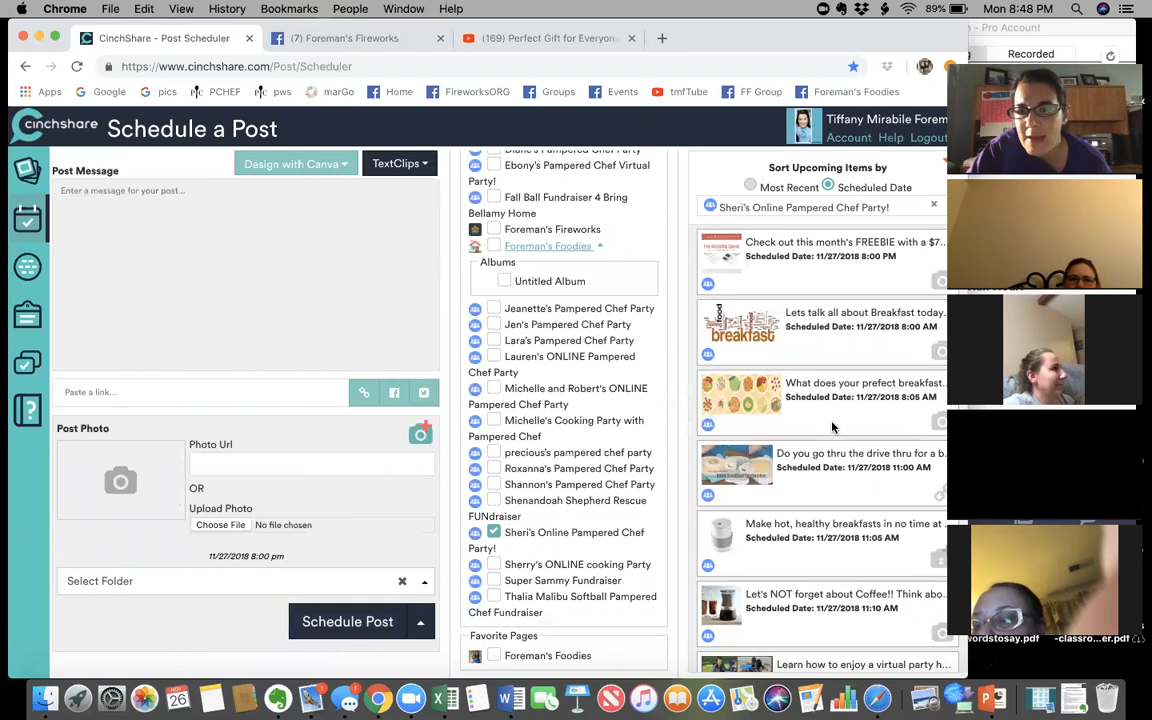 Chrome File Edit View History Bookmarks People Window Help 89% Mon 8:48 PM
CinchShare - Post Scheduler (7) Foreman's Fireworks (169) Perfect Gift for Everyon
- Pro Account
Recorded
https://www.cinchshare.com/Post/Scheduler
Apps Google pics PCHEF pws marGo Home FireworksORG Groups Events tmfTube FF Group Foreman's Foodies
cinchshare Schedule a Post
Tiffany Mirabile Forem
Account Help Logout
Post Message
Design with Canva TextClips
Enter a message for your post...
Paste a link...
Post Photo
Photo Url
OR
Upload Photo
Choose File No file chosen
11/27/2018 8:00 pm
Select Folder
Schedule Post
Diane's Pampered Chef Party
Ebony's Pampered Chef Virtual
Party!
Fall Ball Fundraiser 4 Bring
Bellamy Home
Foreman's Fireworks
Foreman's Foodies
Albums
Untitled Album
Jeanette's Pampered Chef Party
Jen's Pampered Chef Party
Lara's Pampered Chef Party
Lauren's ONLINE Pampered
Chef Party
Michelle and Robert's ONLINE
Pampered Chef Party
Michelle's Cooking Party with
Pampered Chef
precious's pampered chef party
Roxanna's Pampered Chef Party
Shannon's Pampered Chef Party
Shenandoah Shepherd Rescue
FUNdraiser
Sheri's Online Pampered Chef
Party!
Sherry's ONLINE cooking Party
Super Sammy Fundraiser
Thalia Malibu Softball Pampered
Chef Fundraiser
Favorite Pages
Foreman's Foodies
Sort Upcoming Items by
Most Recent Scheduled Date
Sheri's Online Pampered Chef Party!
Check out this month's FREEBIE with a $7...
Scheduled Date: 11/27/2018 8:00 PM
food
breakfast
Lets talk all about Breakfast today.
Scheduled Date: 11/27/2018 8:00 AM
What does your prefect breakfast..
Scheduled Date: 11/27/2018 8:05 AM
Do you go thru the drive thru for a b.
Scheduled Date: 11/27/2018 11:00 AM
Make hot, healthy breakfasts in no time at .
Scheduled Date: 11/27/2018 11:05 AM
Let's NOT forget about Coffee!! Think abo..
Scheduled Date: 11/27/2018 11:10 AM
Learn how to enjoy a virtual party h...
wordstosay.pdf -classro...er.pdf
NOV
26